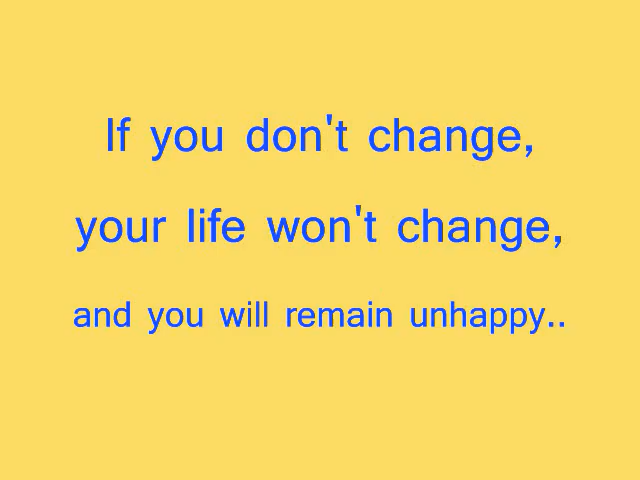 If you don't change,
your life won't change,
and you will remain unhappy..